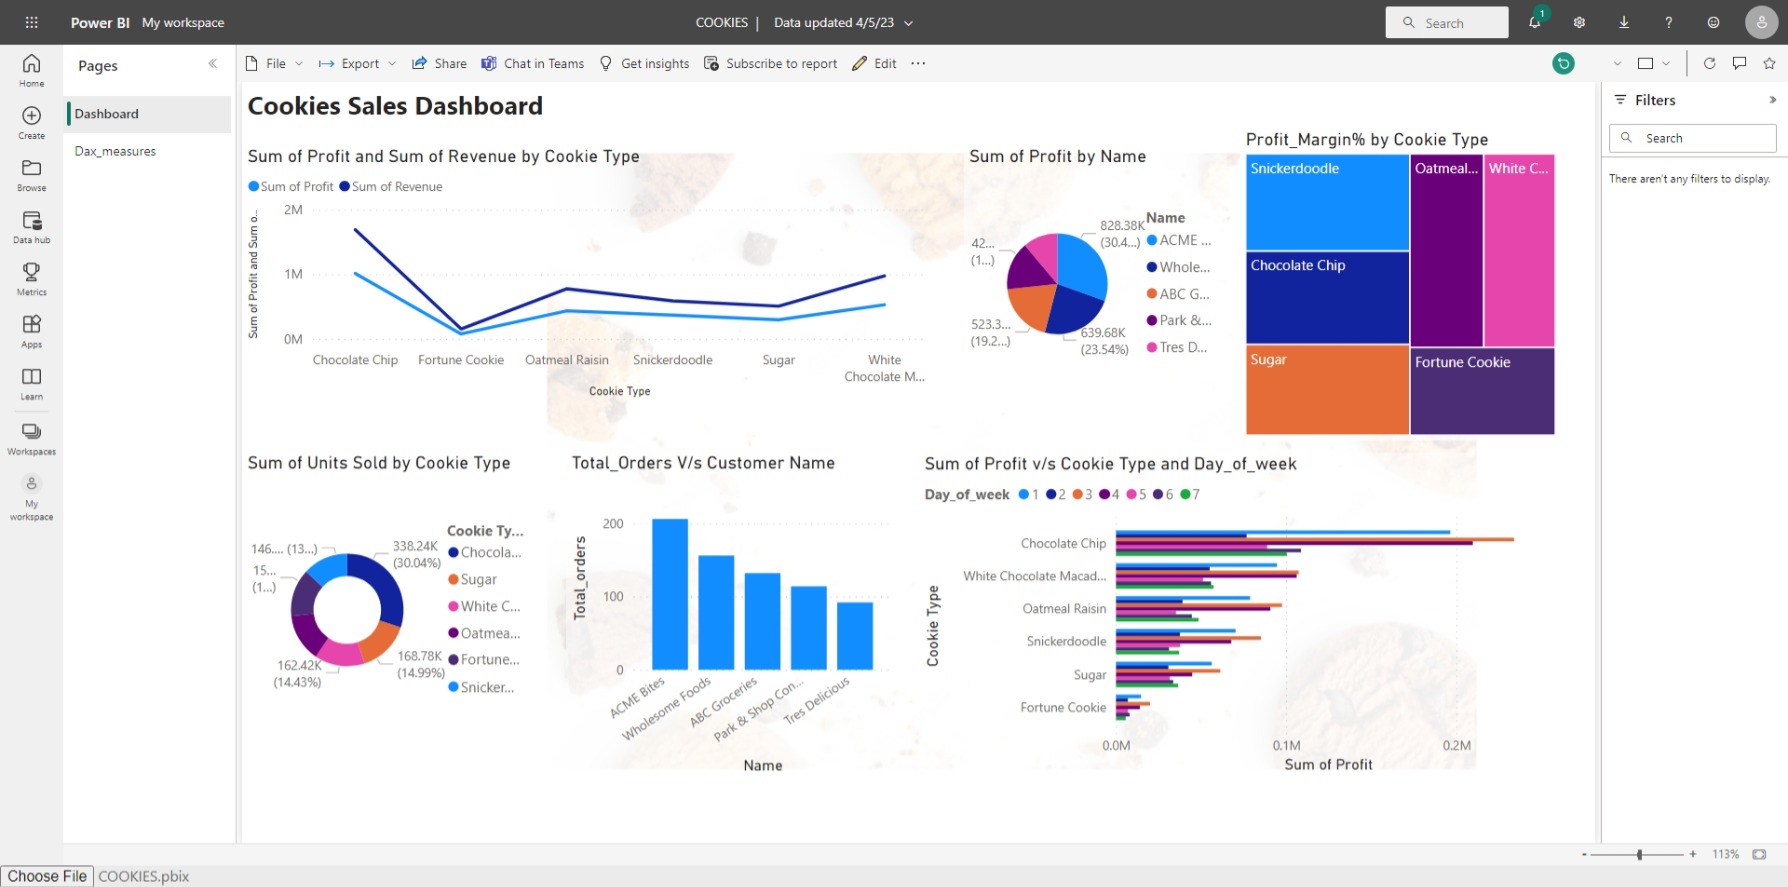 Power BI My workspace
COOKIES | Data updated 4/5/23
Search
1
Home
Create
Browse
Data hub
Metrics
Apps
Learn
Workspaces
My
workspace
Pages
Dashboard
Dax_measures
File
Export
Share
Chat in Teams
Get insights
Subscribe to report
Edit
Cookies Sales Dashboard
Sum of Profit and Sum of Revenue by Cookie Type
Sum of Profit Sum of Revenue
Sum of Profit and Sum o...
2M
1M
0M
Chocolate Chip
Fortune Cookie
Oatmeal Raisin
Snickerdoodle
Sugar
White
Chocolate M...
Cookie Type
Sum of Profit by Name
828.38K
(30.4...)
639.68K
(23.54%)
523.3...
(19.2...)
42...
(1...)
Name
ACME ...
Whole...
ABC G...
Park &...
Tres D...
Profit_Margin% by Cookie Type
Snickerdoodle
Oatmeal...
White C...
Chocolate Chip
Sugar
Fortune Cookie
Sum of Units Sold by Cookie Type
338.24K
(30.04%)
168.78K
(14.99%)
162.42K
(14.43%)
15...
(1...)
146.... (13...)
Cookie Ty...
Chocola...
Sugar
White C...
Oatmea...
Fortune...
Snicker...
Total_Orders V/s Customer Name
Total_orders
200
100
0
ACME Bites
Wholesome Foods
ABC Groceries
Park & Shop Con...
Tres Delicious
Name
Sum of Profit v/s Cookie Type and Day_of_week
Day_of_week 1 2 3 4 5 6 7
Cookie Type
Chocolate Chip
White Chocolate Macad...
Oatmeal Raisin
Snickerdoodle
Sugar
Fortune Cookie
0.0M
0.1M
0.2M
Sum of Profit
Filters
Search
There aren't any filters to display.
113%
Choose File COOKIES.pbix